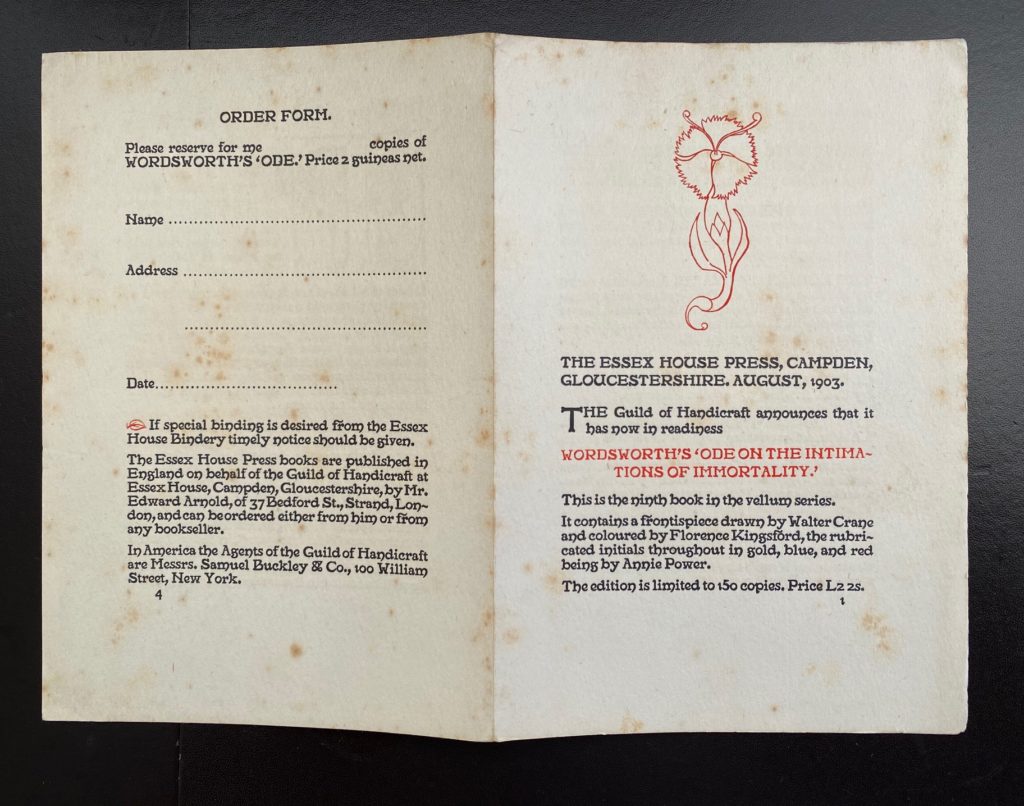 ORDER FORM.
Please reserve for me copies of
WORDSWORTH'S ‘ODE.’ Price 2 guineas net.
Name ..........................................
Address ........................................
........................................
Date..............................
If special binding is desired from the Essex
House Bindery timely notice should be given.
The Essex House Press books are published in
England on behalf of the Guild of Handicraft at
Essex House, Campden, Gloucestershire, by Mr.
Edward Arnold, of 37 Bedford St., Strand, Lon-
don, and can be ordered either from him or from
any bookseller.
In America the Agents of the Guild of Handicraft
are Messrs. Samuel Buckley & Co., 100 William
Street, New York.
4
THE ESSEX HOUSE PRESS, CAMPDEN,
GLOUCESTERSHIRE. AUGUST, 1903.
THE Guild of Handicraft announces that it
has now in readiness
WORDSWORTH'S ‘ODE ON THE INTIMA-
TIONS OF IMMORTALITY.’
This is the ninth book in the vellum series.
It contains a frontispiece drawn by Walter Crane
and coloured by Florence Kingsford, the rubri-
cated initials throughout in gold, blue, and red
being by Annie Power.
The edition is limited to 150 copies. Price L2 2s.
1